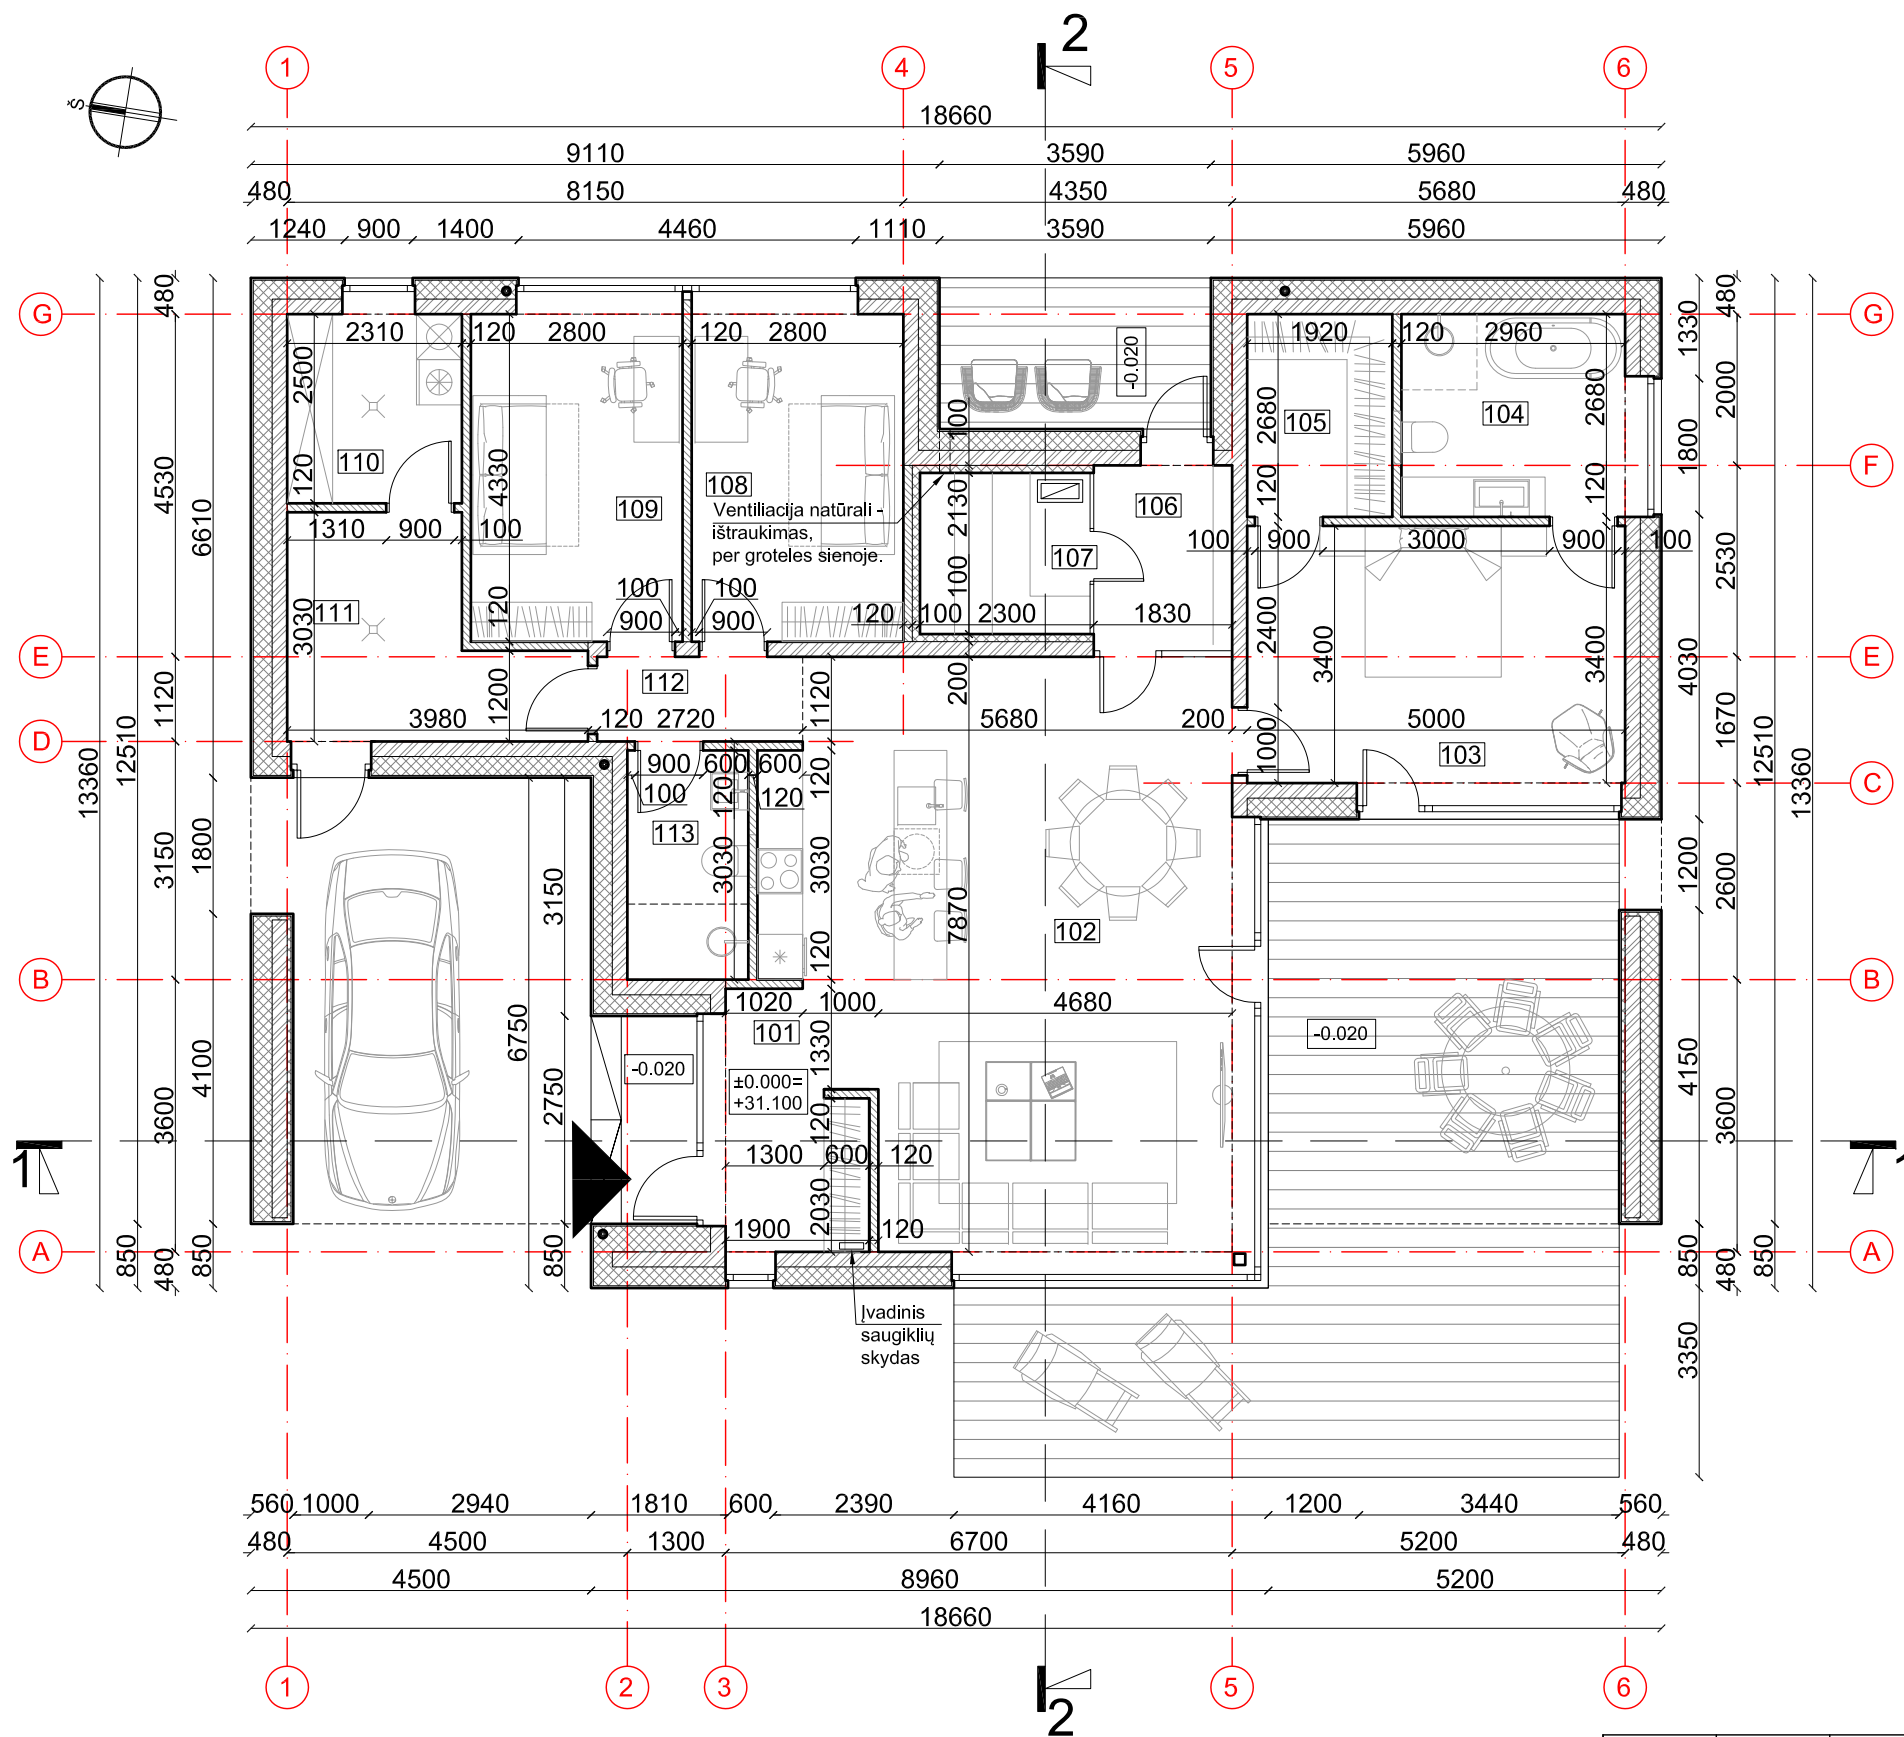 2
1 4 5 6
Š
18660
9110 3590 5960
480 8150 4350 5680 480
1240 900 1400 4460 1110 3590 5960
G G
F
E E
D
C
B B
A A
13360
12510
480 4530 1120 3150 3600 480
850
6610 1800 4100 850
480 2000 2530 1670 2600 3600 480
1330 1800 4030 1200 4150 850 3350
12510
850
13360
2310 120 2800 120 2800
1920 120 2960
2500
120
4330
120
3030
1200
-0.020
100
2130
100
200
2680
120
2680
120
105
104
110
109
108
106
107
111
112
Ventiliacija natūrali -
ištraukimas,
per groteles sienoje.
1310 900 100
100 100
900 900
120 100 2300 1830
100 900 3000 900 100
2400
3400
3400
1000
3980 120 2720
1120
5680 200 5000
103
900 600 600
100 120
120
120
113
3030
3030
120
7870
102
3150
2750
850
6750
1020 1000 4680
101
1330
-0.020
±0.000=
+31.100
-0.020
120
1300 600 120
2030
1900 120
1 1
Įvadinis
saugiklių
skydas
560 1000 2940 1810 600 2390 4160 1200 3440 560
480 4500 1300 6700 5200 480
4500 8960 5200
18660
1 2 3 5 6
2